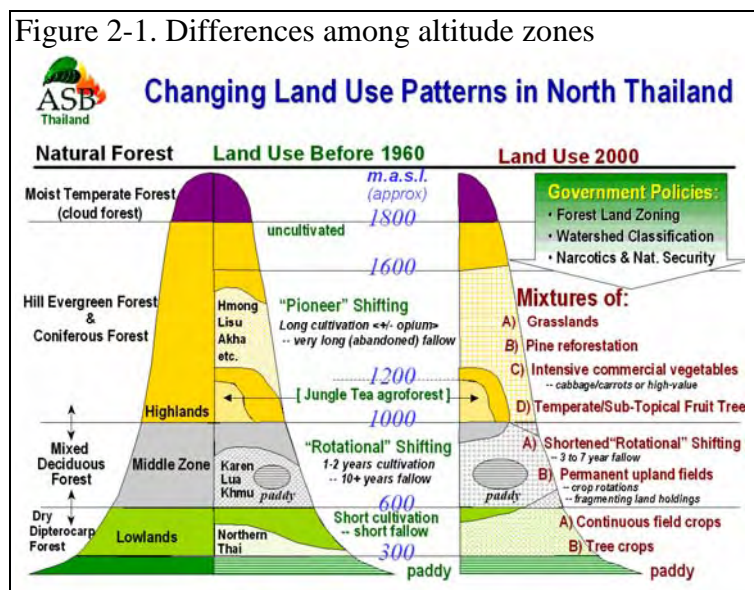 Figure 2-1. Differences among altitude zones
ASB
Thailand
Changing Land Use Patterns in North Thailand
Natural Forest
Land Use Before 1960
Land Use 2000
m.a.s.l.
(approx)
Government Policies:
• Forest Land Zoning
• Watershed Classification
• Narcotics & Nat. Security
Moist Temperate Forest
(cloud forest)
1800
uncultivated
1600
Hill Evergreen Forest
&
Coniferous Forest
Hmong
Lisu
Akha
etc.
"Pioneer" Shifting
Long cultivation <+/- opium>
-- very long (abandoned) fallow
Mixtures of:
A) Grasslands
B) Pine reforestation
C) Intensive commercial vegetables
-- cabbage/carrots or high-value
D) Temperate/Sub-Topical Fruit Tree
1200
[ Jungle Tea agroforest ]
Highlands
1000
Mixed
Deciduous
Forest
Middle Zone
Karen
Lua
Khmu
paddy
"Rotational" Shifting
1-2 years cultivation
-- 10+ years fallow
paddy
A) Shortened"Rotational" Shifting
-- 3 to 7 year fallow
B) Permanent upland fields
-- crop rotations
-- fragmenting land holdings
600
Dry
Dipterocarp
Forest
Lowlands
Northern
Thai
Short cultivation
-- short fallow
A) Continuous field crops
B) Tree crops
300
paddy
paddy